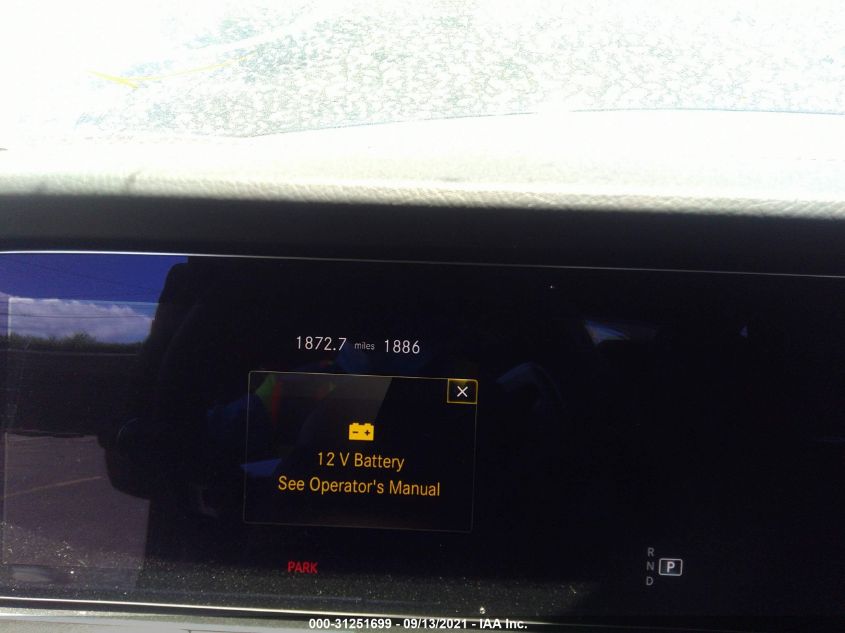 1872.7 miles 1886
12 V Battery
See Operator's Manual
PARK
R
N P
D
000-31251699 - 09/13/2021 - IAA Inc.